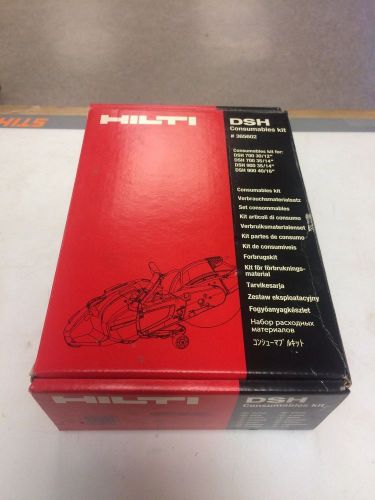 STIHL
HILTI
DSH
Consumables kit
# 365602
Consumables kit for:
DSH 700 30/12"
DSH 700 35/14"
DSH 900 35/14"
DSH 900 40/16"
Consumables kit
Verbrauchsmaterialsatz
Set consommables
Kit articoli di consumo
Verbruiksmaterialenset
Kit partes de consumo
Kit de consumíveis
Forbrugskit
Kit för förbruknings-
material
Tarvikesarja
Zestaw eksploatacyjny
Fogyóanyagkészlet
Набор расходных
материалов
コンシューマブルキット
HILTI
DSH
Consumables kit